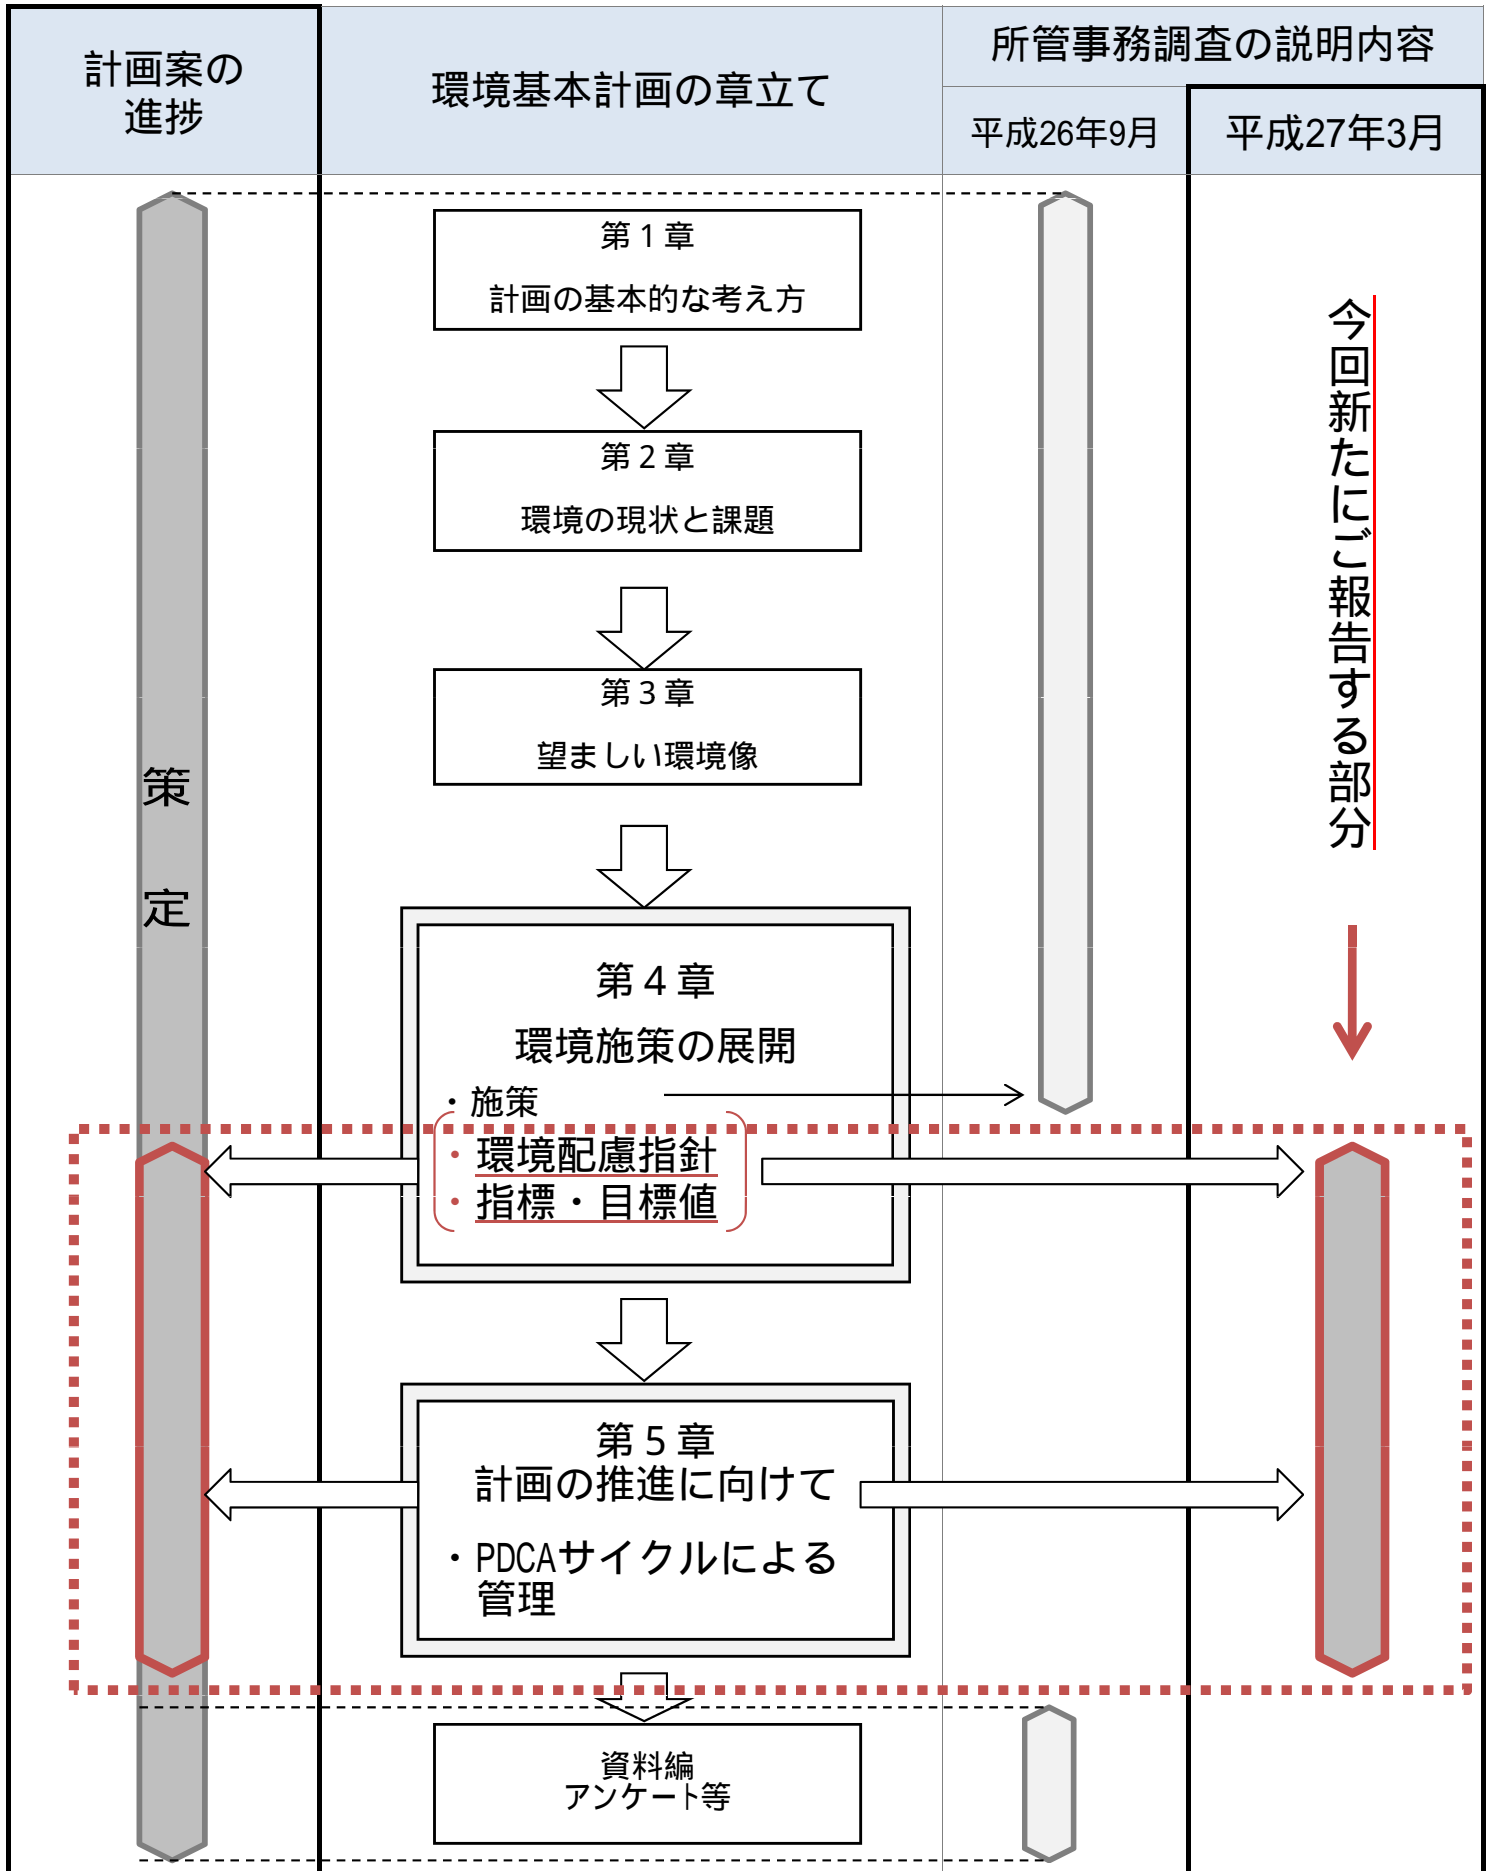 計画案の
進捗
環境基本計画の章立て
所管事務調査の説明内容
平成26年9月
平成27年3月
第1章
計画の基本的な考え方
第2章
環境の現状と課題
第3章
望ましい環境像
策
定
今回新たにご報告する部分
第4章
環境施策の展開
・施策
・環境配慮指針
・指標・目標値
第5章
計画の推進に向けて
・PDCAサイクルによる
管理
資料編
アンケート等